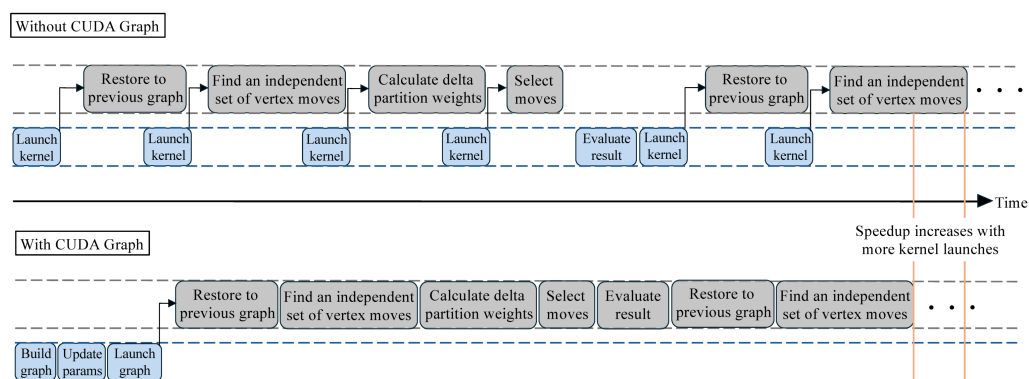 Without CUDA Graph
Restore to
previous graph
Find an independent
set of vertex moves
Calculate delta
partition weights
Select
moves
Restore to
previous graph
Find an independent
set of vertex moves
Launch
kernel
Launch
kernel
Launch
kernel
Launch
kernel
Evaluate
result
Launch
kernel
Launch
kernel
Time
Speedup increases with
more kernel launches
With CUDA Graph
Restore to
previous graph
Find an independent
set of vertex moves
Calculate delta
partition weights
Select
moves
Evaluate
result
Restore to
previous graph
Find an independent
set of vertex moves
Build
graph
Update
params
Launch
graph